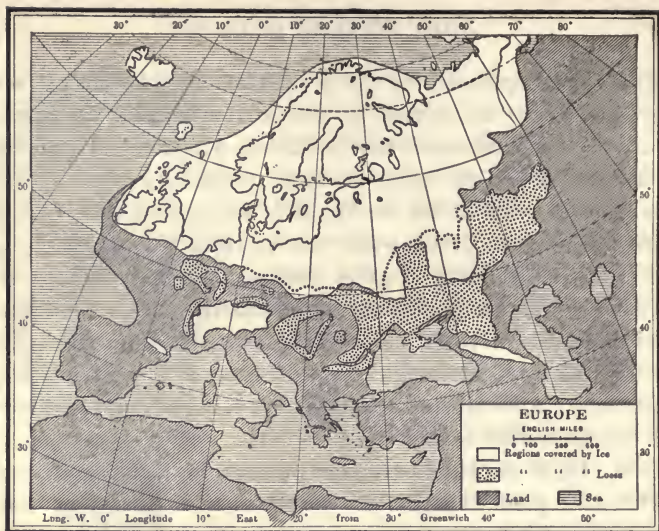 30° 20° 10° 0° 10° 20° 30° 40° 50° 60° 70° 80°
50°
50°
40°
40°
30°
30°
EUROPE
ENGLISH MILES
0 100 300 500
Regions covered by Ice
" " " Loess
Land Sea
Long. W. 0° Longitude 10° East 20° from 30° Greenwich 40° 50°